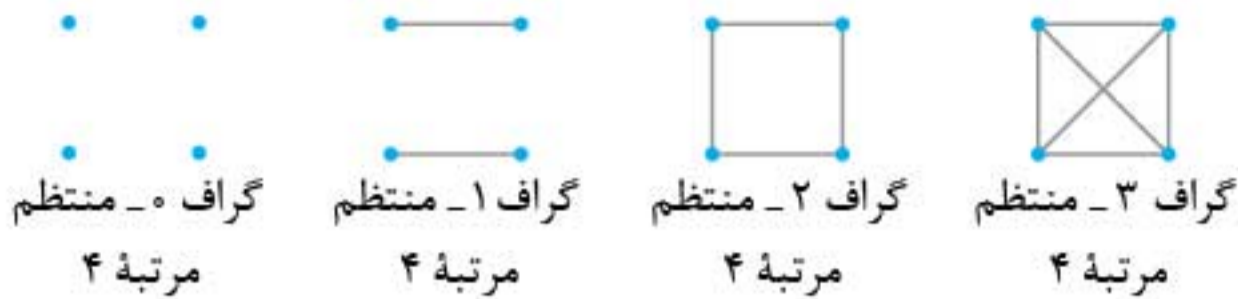 گراف ۳ـ منتظم
مرتبهٔ ۴
گراف ۲ـ منتظم
مرتبهٔ ۴
گراف ۱ـ منتظم
مرتبهٔ ۴
گراف ۰ـ منتظم
مرتبهٔ ۴